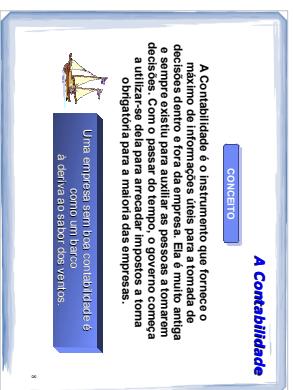 A Contabilidade
CONCEITO
A Contabilidade é o instrumento que fornece o
máximo de informações úteis para a tomada de
decisões dentro e fora da empresa. Ela é muito antiga
e sempre existiu para auxiliar as pessoas a tomarem
decisões. Com o passar do tempo, o governo começa
a utilizar-se dela para arrecadar impostos a toma
obrigatória para a maioria das empresas.
Uma empresa sem boa contabilidade é
como um barco
à deriva ao sabor dos ventos.
8